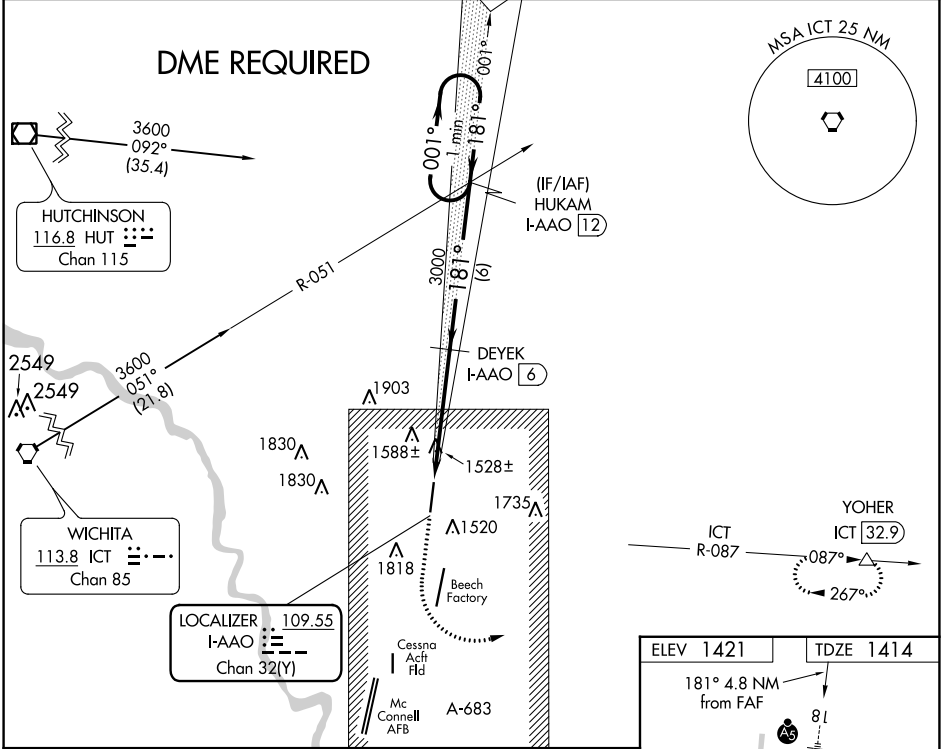 DME REQUIRED
MSA ICT 25 NM
4100
001°
001°
1 min
181°
3600
092°
(35.4)
HUTCHINSON
116.8 HUT
Chan 115
(IF/IAF)
HUKAM
I-AAO 12
R-051
3000
181°
(6)
DEYEK
I-AAO 6
2549
2549
3600
051°
(21.8)
1903
1830
1588±
1528±
1830
1735
1520
1818
WICHITA
113.8 ICT
Chan 85
YOHER
ICT 32.9
ICT
R-087
087°
267°
Beech
Factory
LOCALIZER 109.55
I-AAO
Chan 32(Y)
Cessna
Acft
Fld
Mc
Connell
AFB
A-683
ELEV 1421
TDZE 1414
181° 4.8 NM
from FAF
18
A5